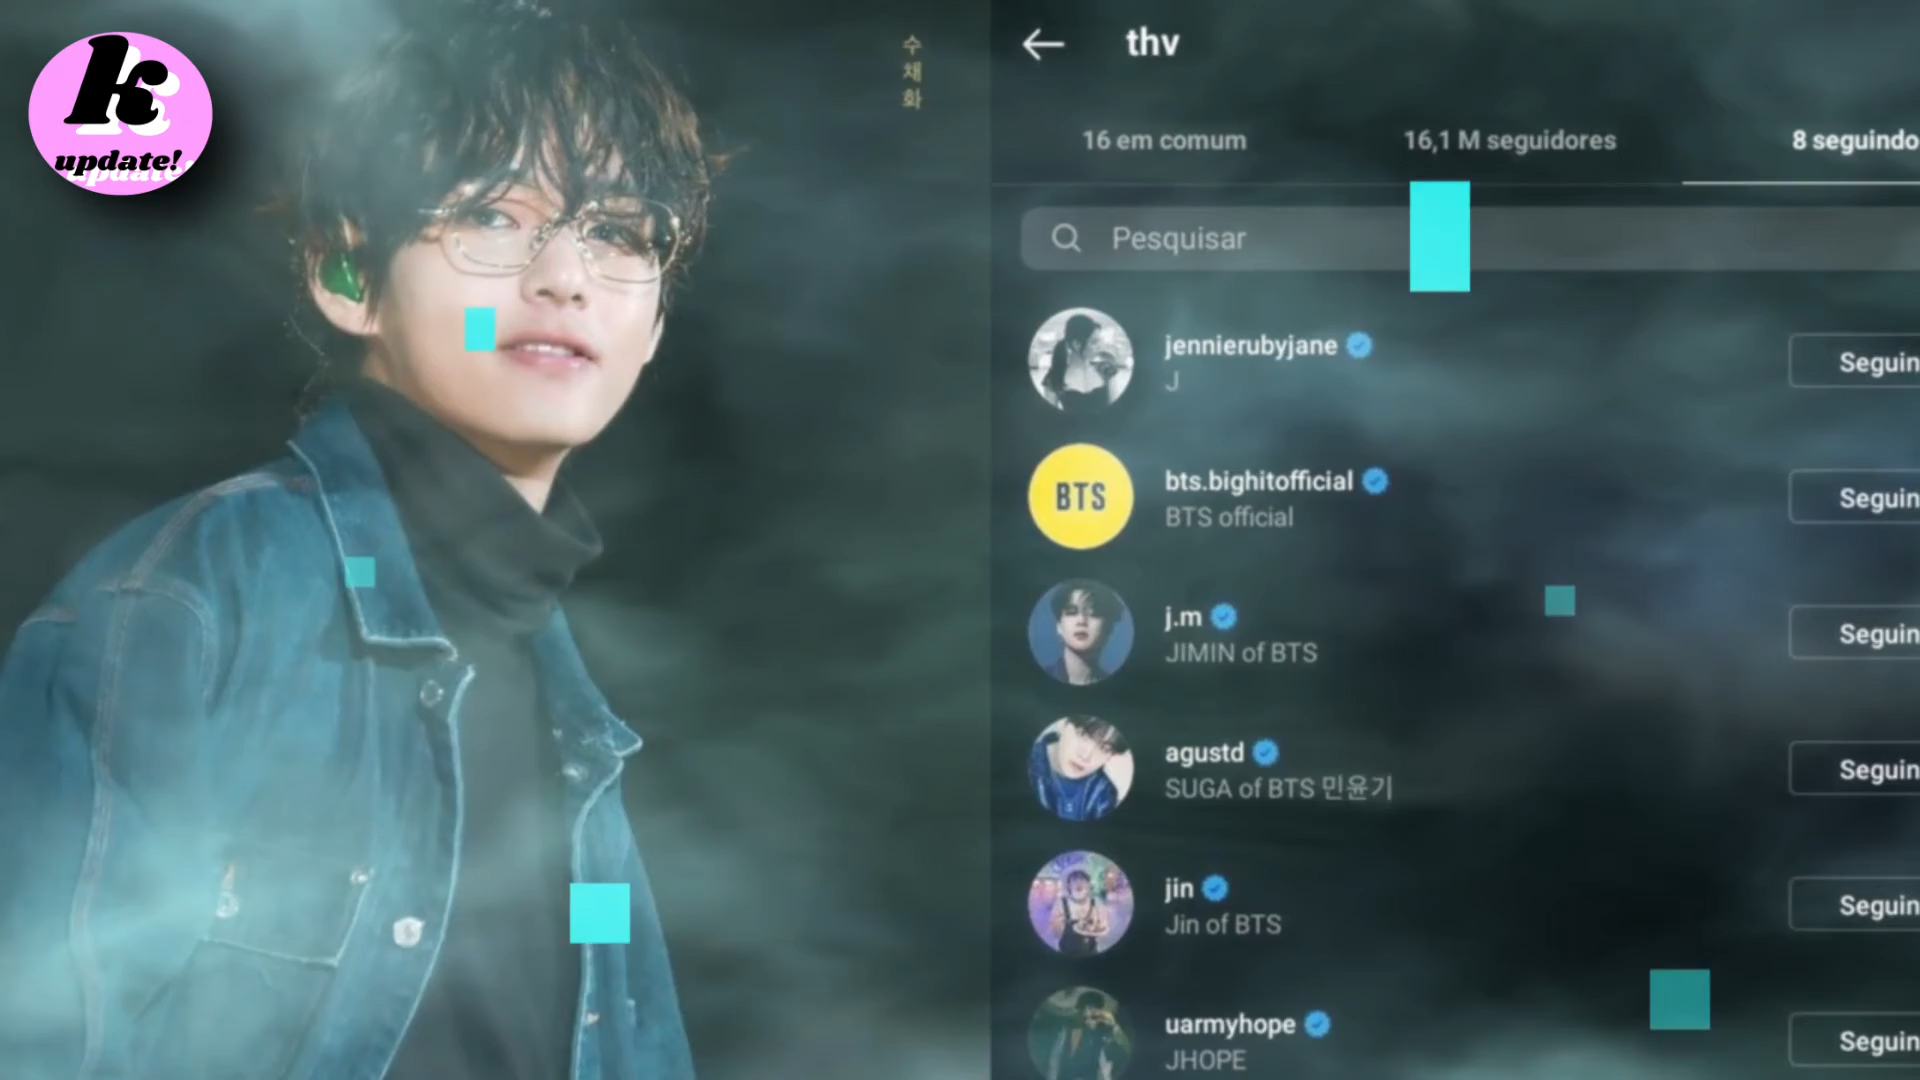 k
update!
수
채
화
thv
16 em comum
16,1 M seguidores
8 seguindo
Pesquisar
jennierubyjane
J
Seguin
BTS
bts.bighitofficial
BTS official
Seguin
j.m
JIMIN of BTS
Seguin
agustd
SUGA of BTS 민윤기
Seguin
jin
Jin of BTS
Seguin
uarmyhope
JHOPE
Seguin